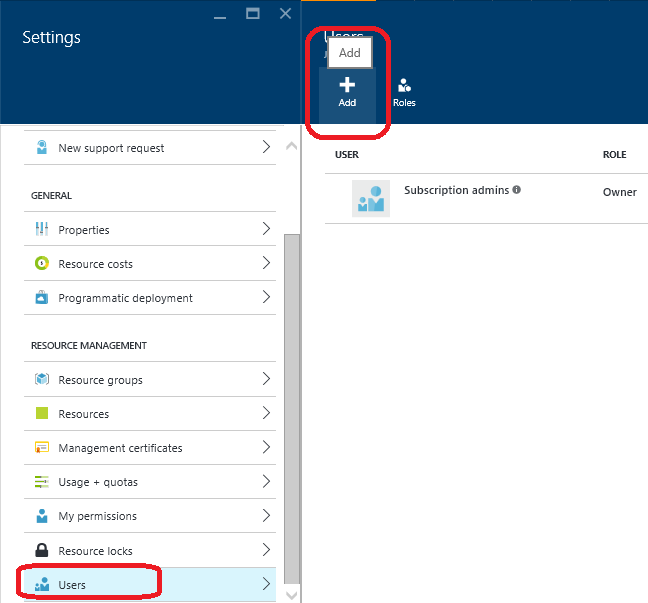 Settings
New support request
GENERAL
Properties
Resource costs
Programmatic deployment
RESOURCE MANAGEMENT
Resource groups
Resources
Management certificates
Usage + quotas
My permissions
Resource locks
Users
Users
Add
Add
Roles
USER ROLE
Subscription admins Owner